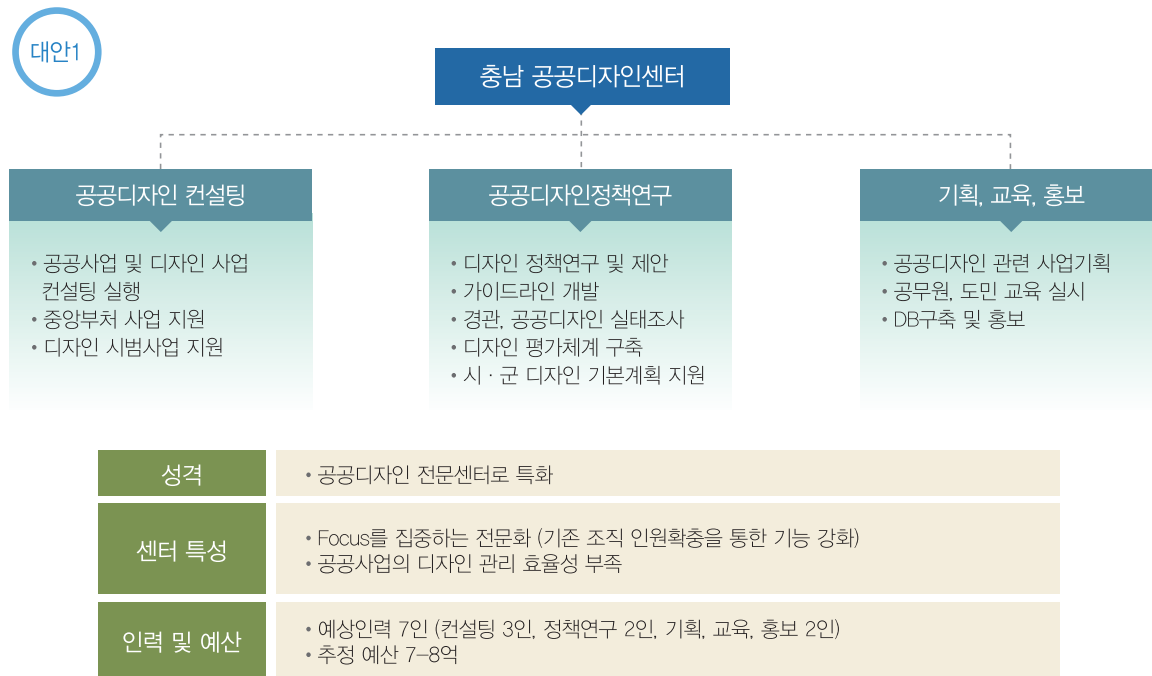 대안1
충남 공공디자인센터
공공디자인 컨설팅
• 공공사업 및 디자인 사업
컨설팅 실행
• 중앙부처 사업 지원
• 디자인 시범사업 지원
공공디자인정책연구
• 디자인 정책연구 및 제안
• 가이드라인 개발
• 경관, 공공디자인 실태조사
• 디자인 평가체계 구축
• 시 · 군 디자인 기본계획 지원
기획, 교육, 홍보
• 공공디자인 관련 사업기획
• 공무원, 도민 교육 실시
• DB구축 및 홍보
성격
• 공공디자인 전문센터로 특화
센터 특성
• Focus를 집중하는 전문화 (기존 조직 인원확충을 통한 기능 강화)
• 공공사업의 디자인 관리 효율성 부족
인력 및 예산
• 예상인력 7인 (컨설팅 3인, 정책연구 2인, 기획, 교육, 홍보 2인)
• 추정 예산 7-8억